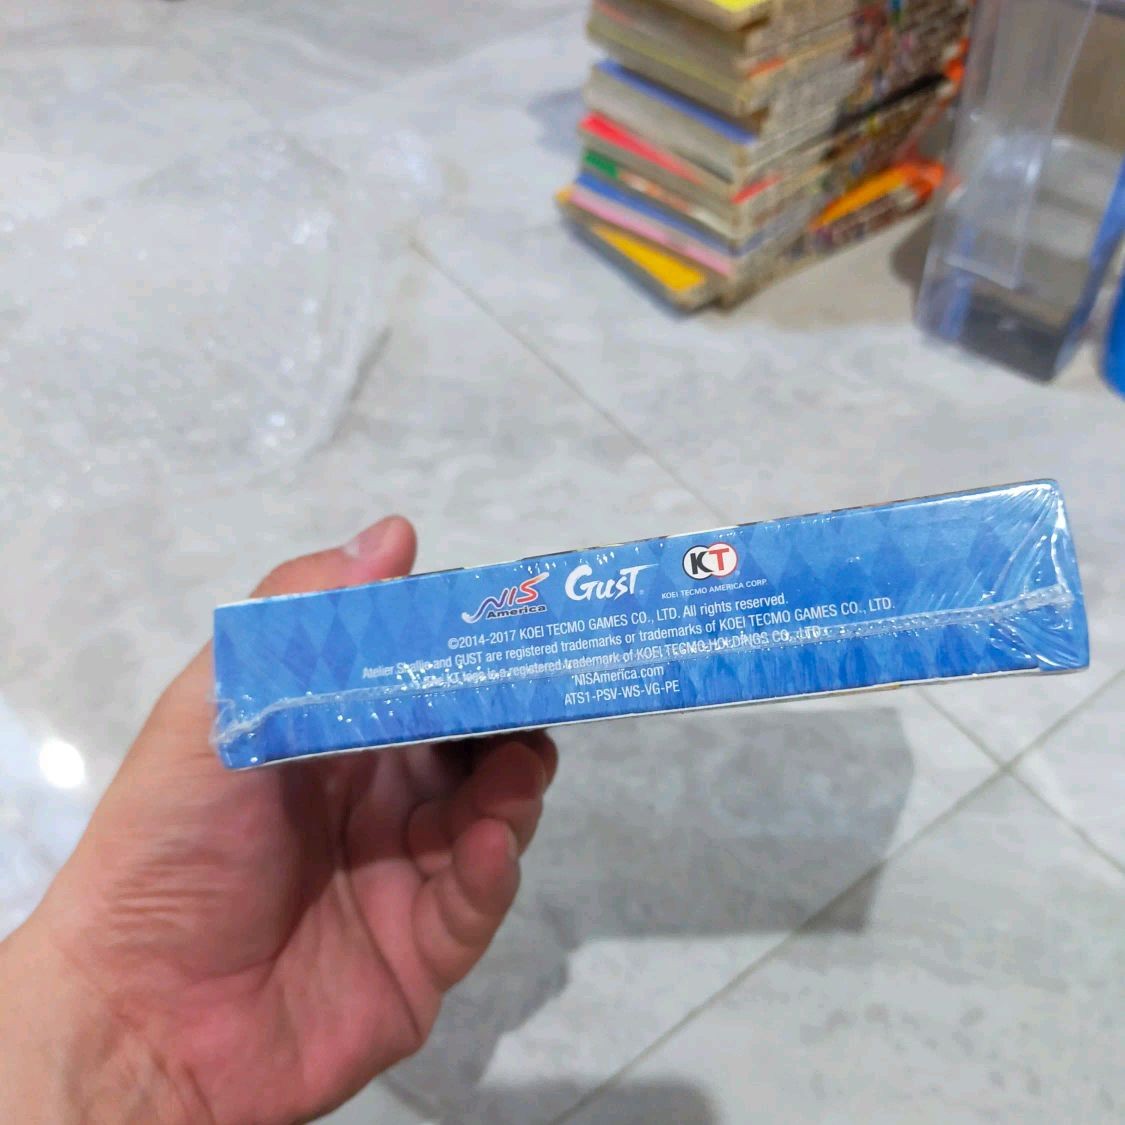 NIS America GUST KT
KOEI TECMO AMERICA CORP.
©2014-2017 KOEI TECMO GAMES CO., LTD. All rights reserved.
Atelier Shallie and GUST are registered trademarks or trademarks of KOEI TECMO GAMES CO., LTD.
The KT logo is a registered trademark of KOEI TECMO HOLDINGS CO., LTD.
NISAmerica.com
ATS1-PSV-WS-VG-PE